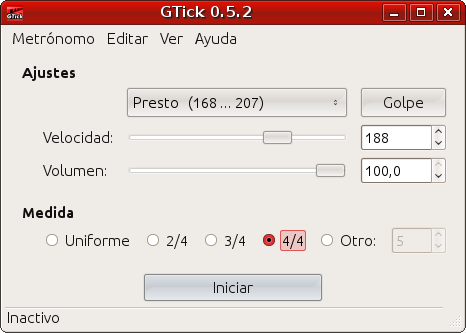 GTick GTick 0.5.2
Metrónomo Editar Ver Ayuda
Ajustes
Presto (168 ... 207) Golpe
Velocidad: 188
Volumen: 100,0
Medida
Uniforme 2/4 3/4 4/4 Otro: 5
Iniciar
Inactivo